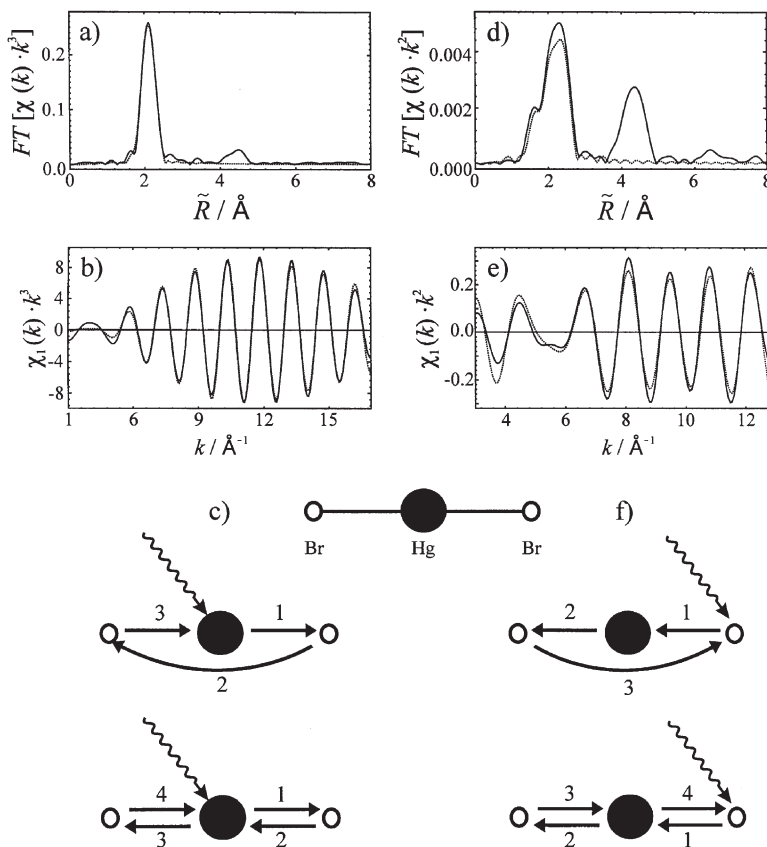 a)
FT [χ (k) · k³]
0.2
0.1
0.0
0 2 4 6 8
R̃ / Å
d)
FT [χ (k) · k²]
0.004
0.002
0.000
0 2 4 6 8
R̃ / Å
b)
χ₁(k) · k³
8
4
0
-4
-8
1 6 9 12 15
k / Å⁻¹
e)
χ₁(k) · k²
0.2
0.0
-0.2
4 6 8 10 12
k / Å⁻¹
c) f)
Br Hg Br
3 1
2
2 1
3
4 1
3 2
3 4
2 1